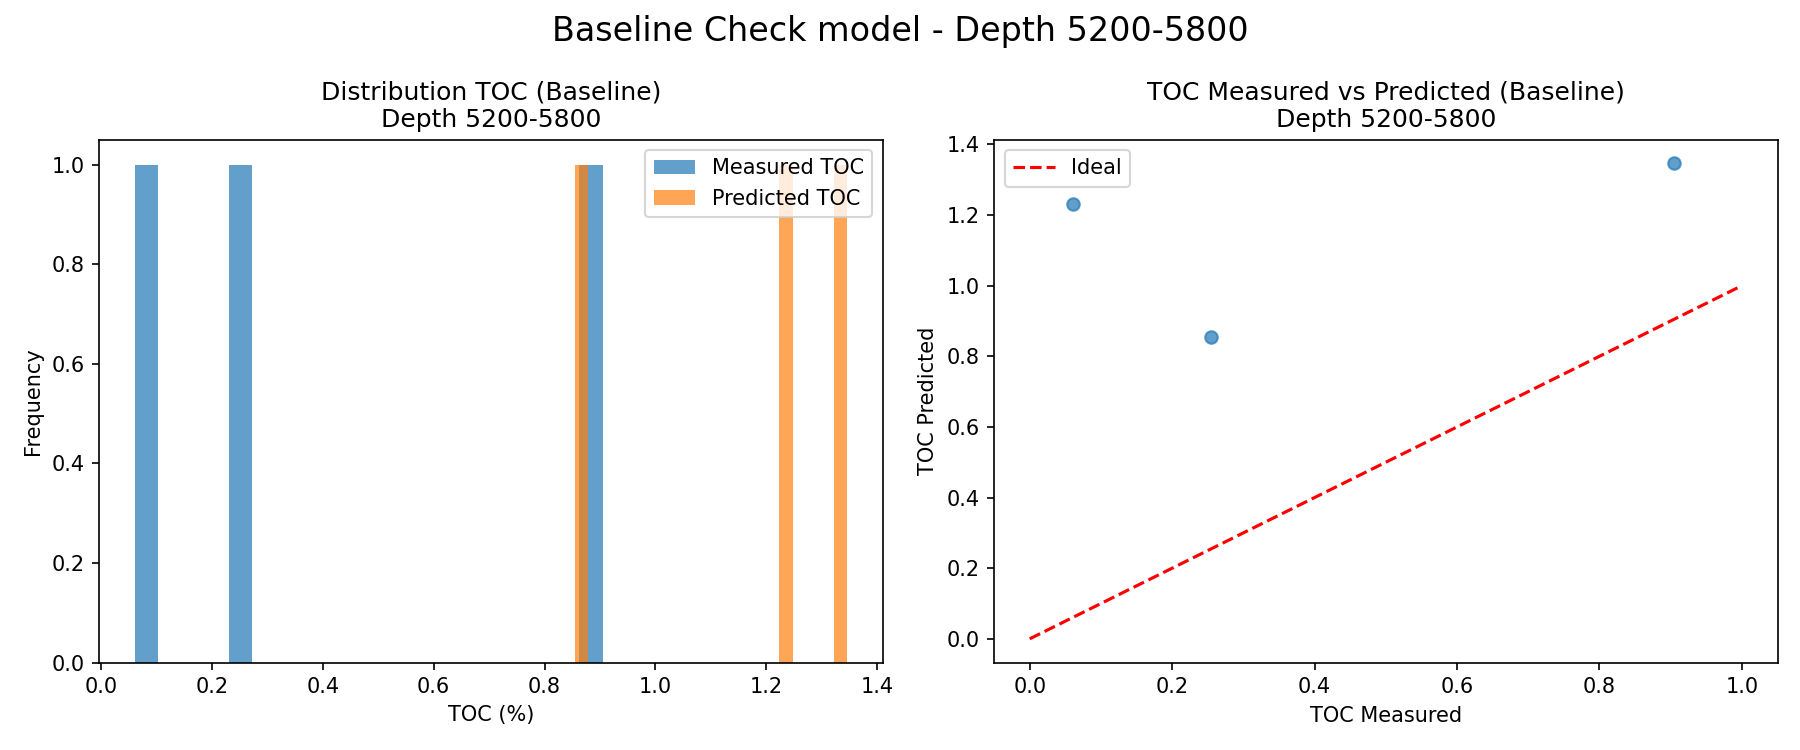 Baseline Check model - Depth 5200-5800
Distribution TOC (Baseline)
Depth 5200-5800
1.0
0.8
0.6
0.4
0.2
0.0
Frequency
Measured TOC
Predicted TOC
0.0 0.2 0.4 0.6 0.8 1.0 1.2 1.4
TOC (%)
TOC Measured vs Predicted (Baseline)
Depth 5200-5800
1.4
1.2
1.0
0.8
0.6
0.4
0.2
0.0
TOC Predicted
Ideal
0.0 0.2 0.4 0.6 0.8 1.0
TOC Measured